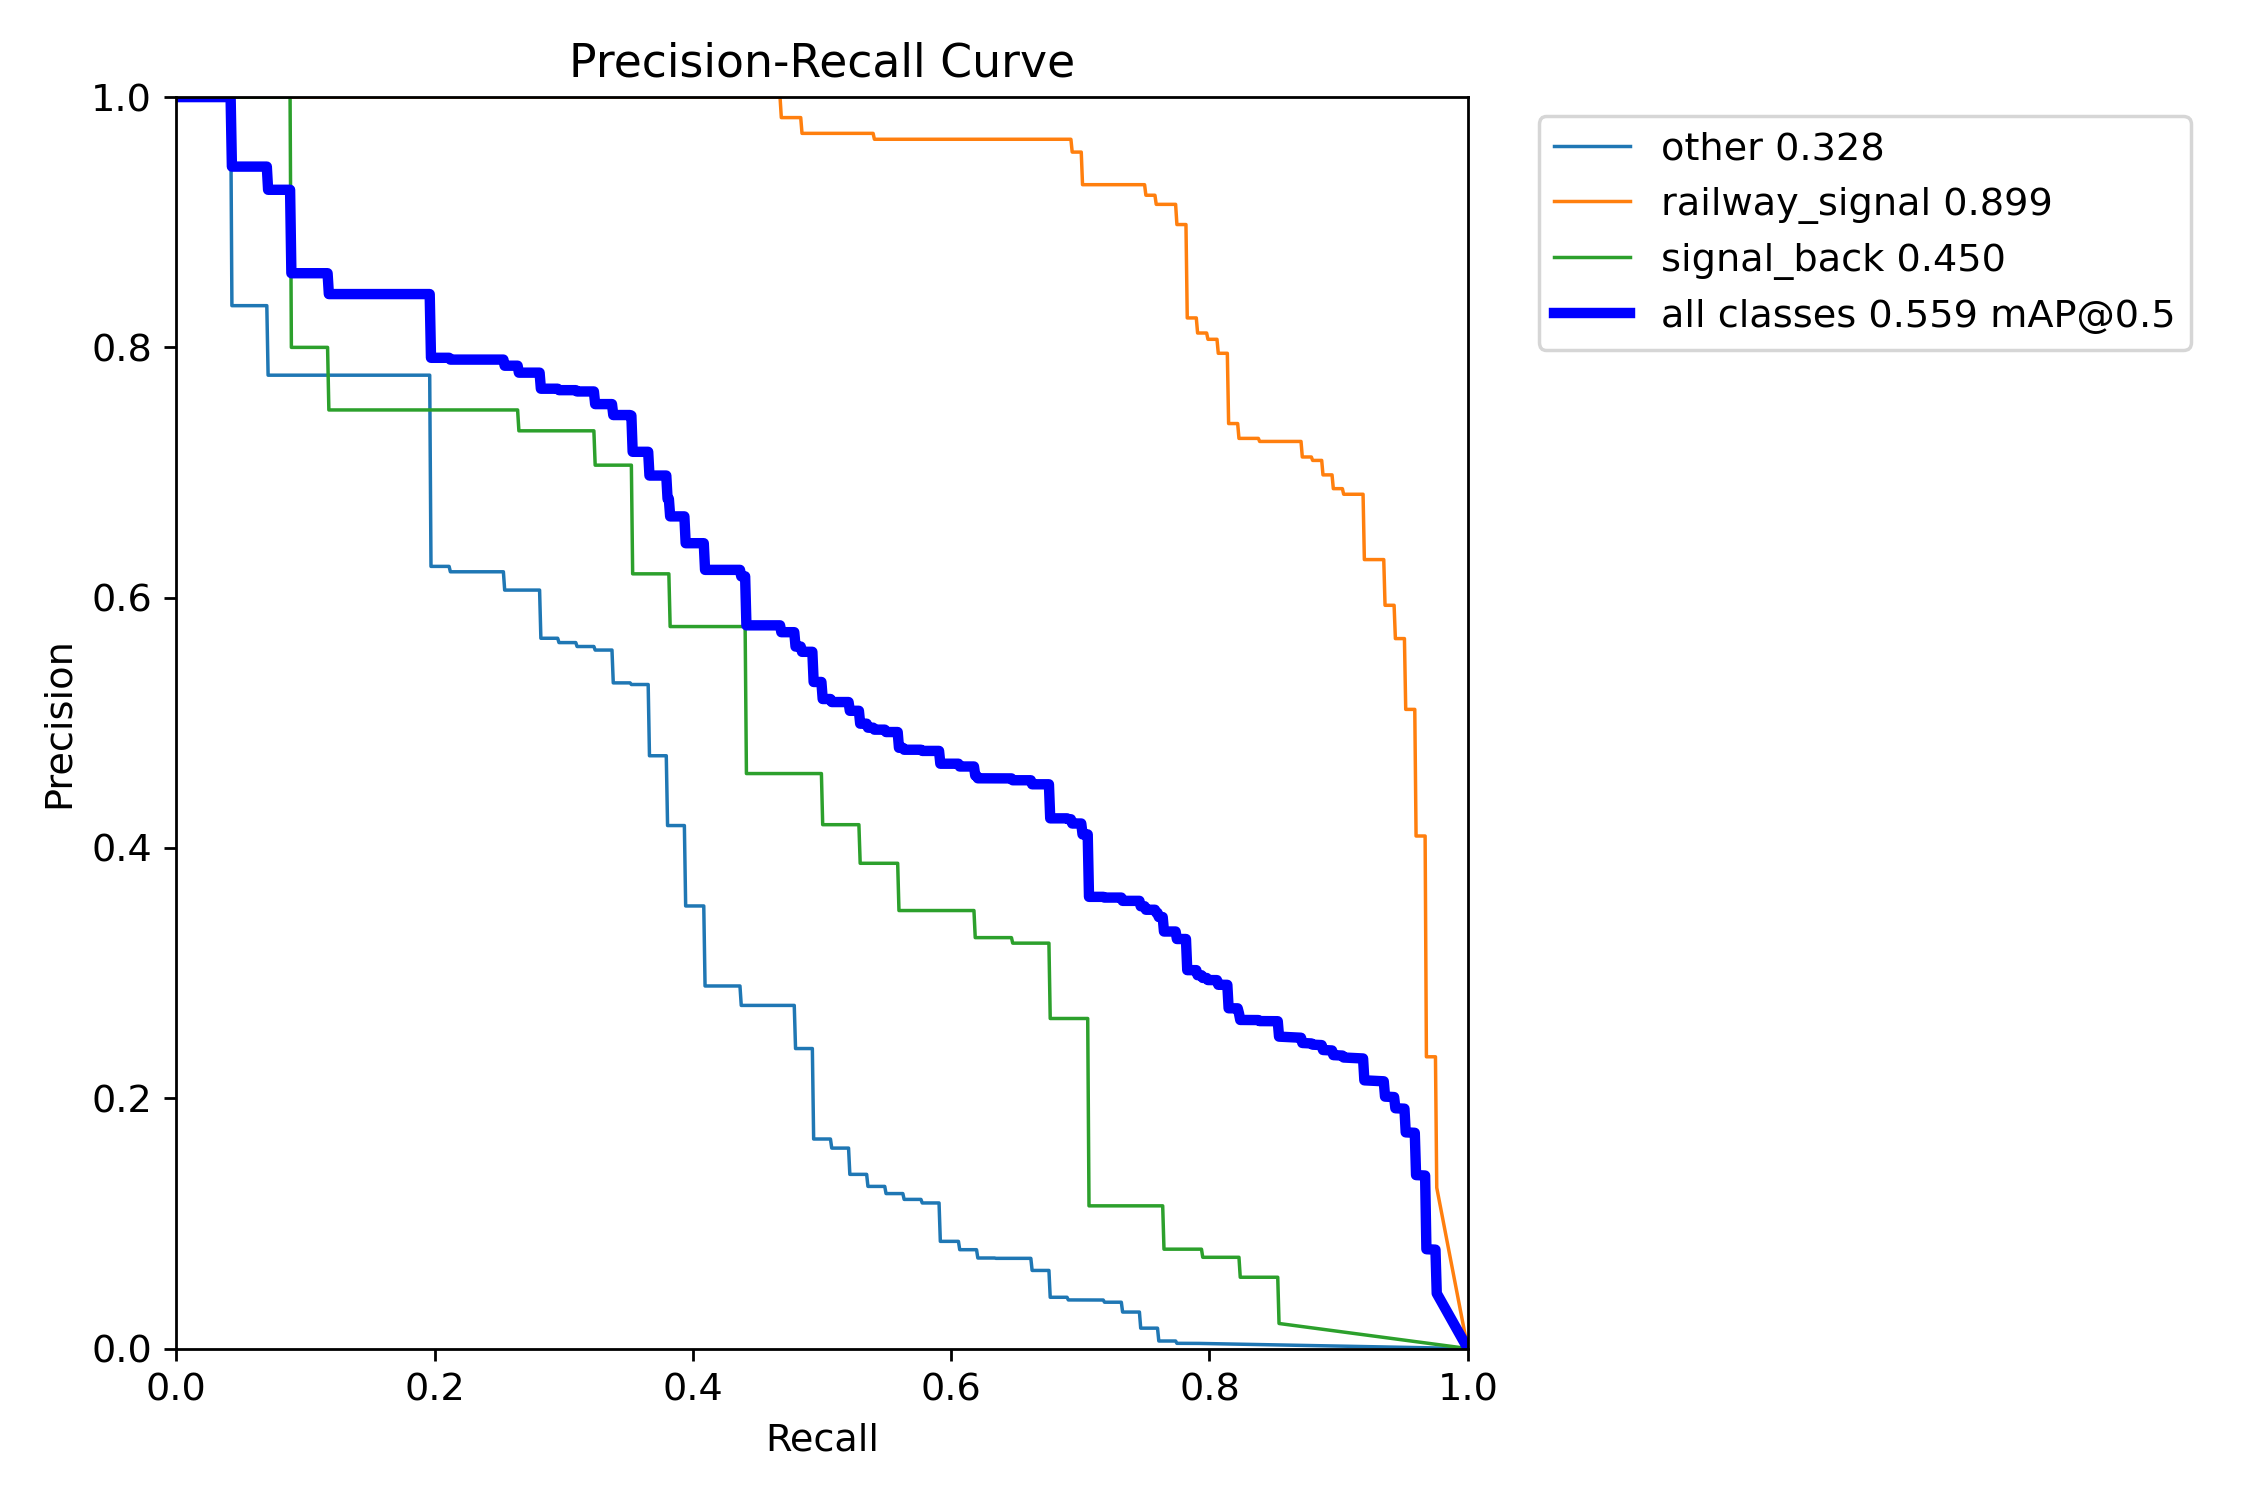 Precision-Recall Curve
1.0
0.8
0.6
0.4
0.2
0.0
Precision
0.0 0.2 0.4 0.6 0.8 1.0
Recall
other 0.328
railway_signal 0.899
signal_back 0.450
all classes 0.559 mAP@0.5